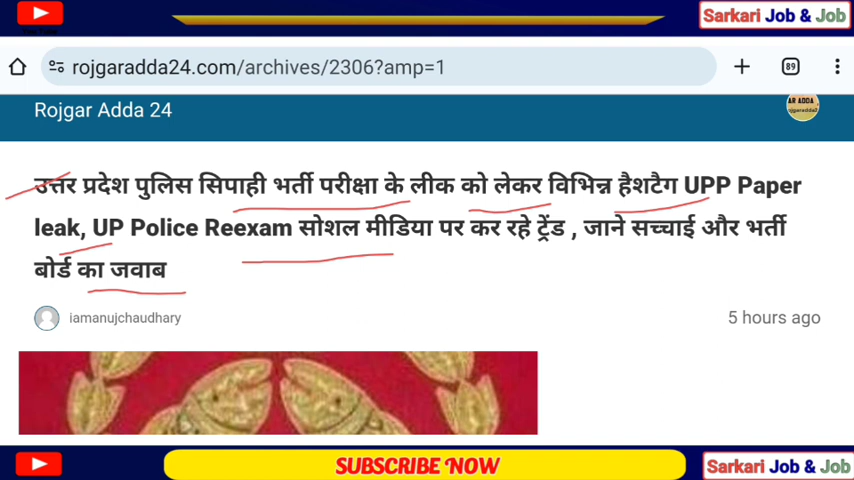 Sarkari Job & Job
rojgaradda24.com/archives/2306?amp=1
89
Rojgar Adda 24
AR ADDA
उत्तर प्रदेश पुलिस सिपाही भर्ती परीक्षा के लीक को लेकर विभिन्न हैशटैग UPP Paper
leak, UP Police Reexam सोशल मीडिया पर कर रहे ट्रेंड , जाने सच्चाई और भर्ती
बोर्ड का जवाब
iamanujchaudhary
5 hours ago
SUBSCRIBE NOW
Sarkari Job & Job